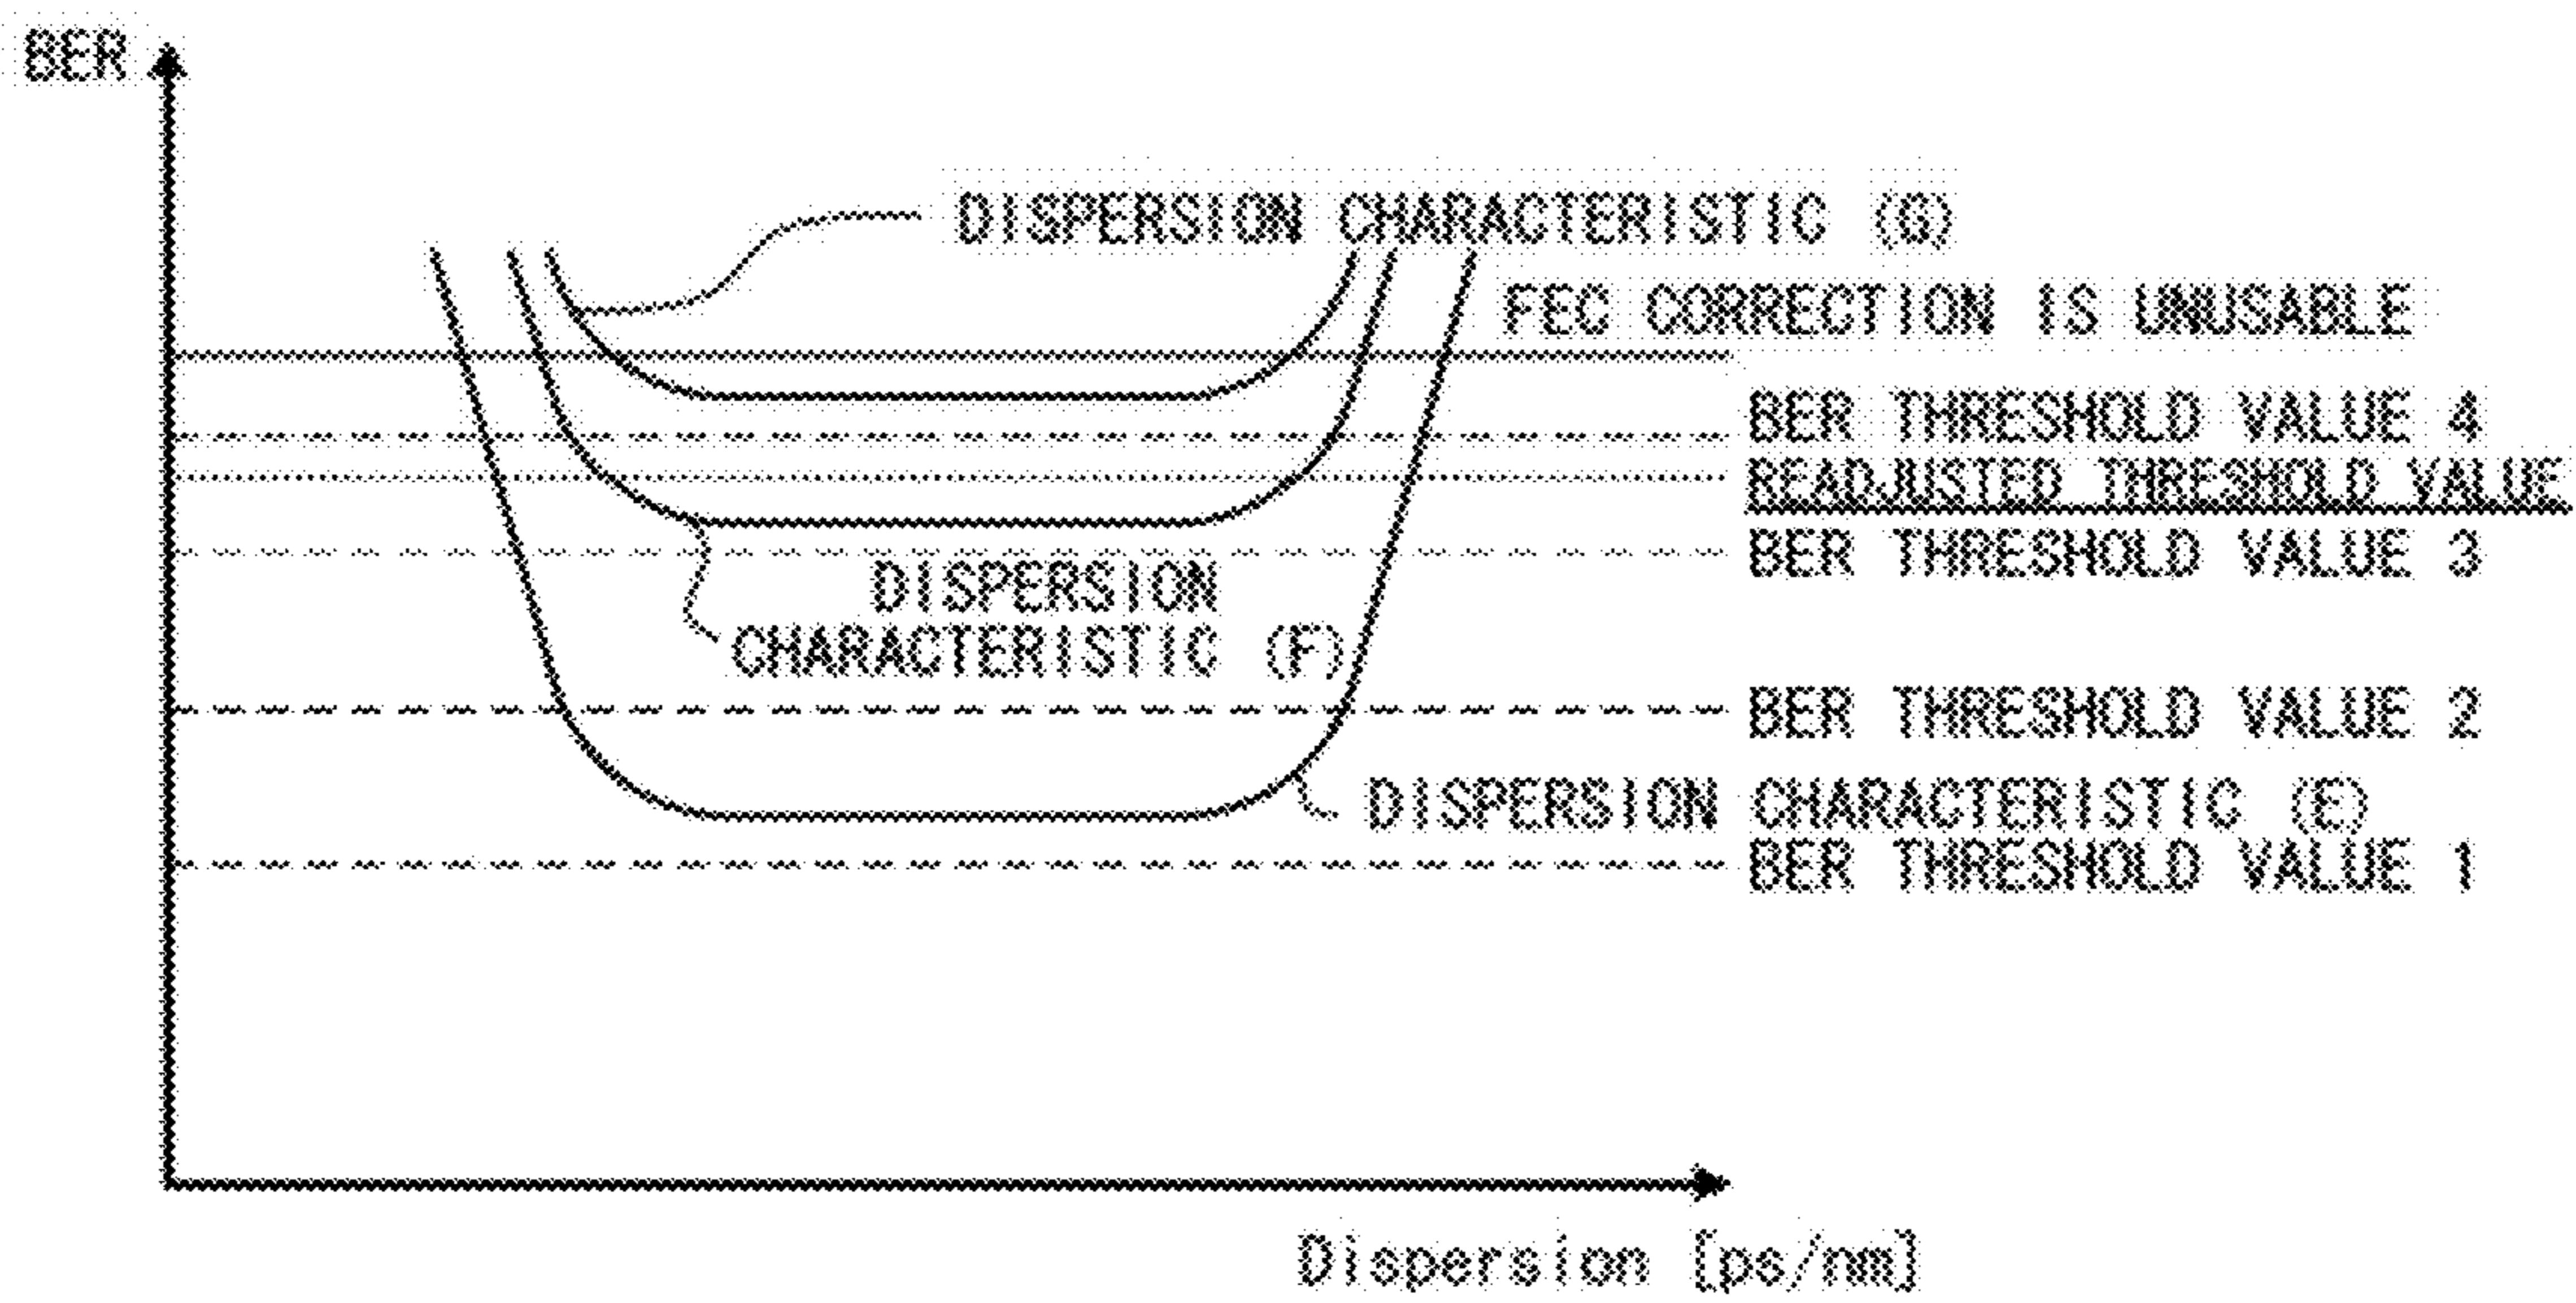 BER
DISPERSION CHARACTERISTIC (G)
FEC CORRECTION IS UNUSABLE
BER THRESHOLD VALUE 4
READJUSTED THRESHOLD VALUE
BER THRESHOLD VALUE 3
DISPERSION
CHARACTERISTIC (F)
BER THRESHOLD VALUE 2
DISPERSION CHARACTERISTIC (E)
BER THRESHOLD VALUE 1
Dispersion [ps/nm]